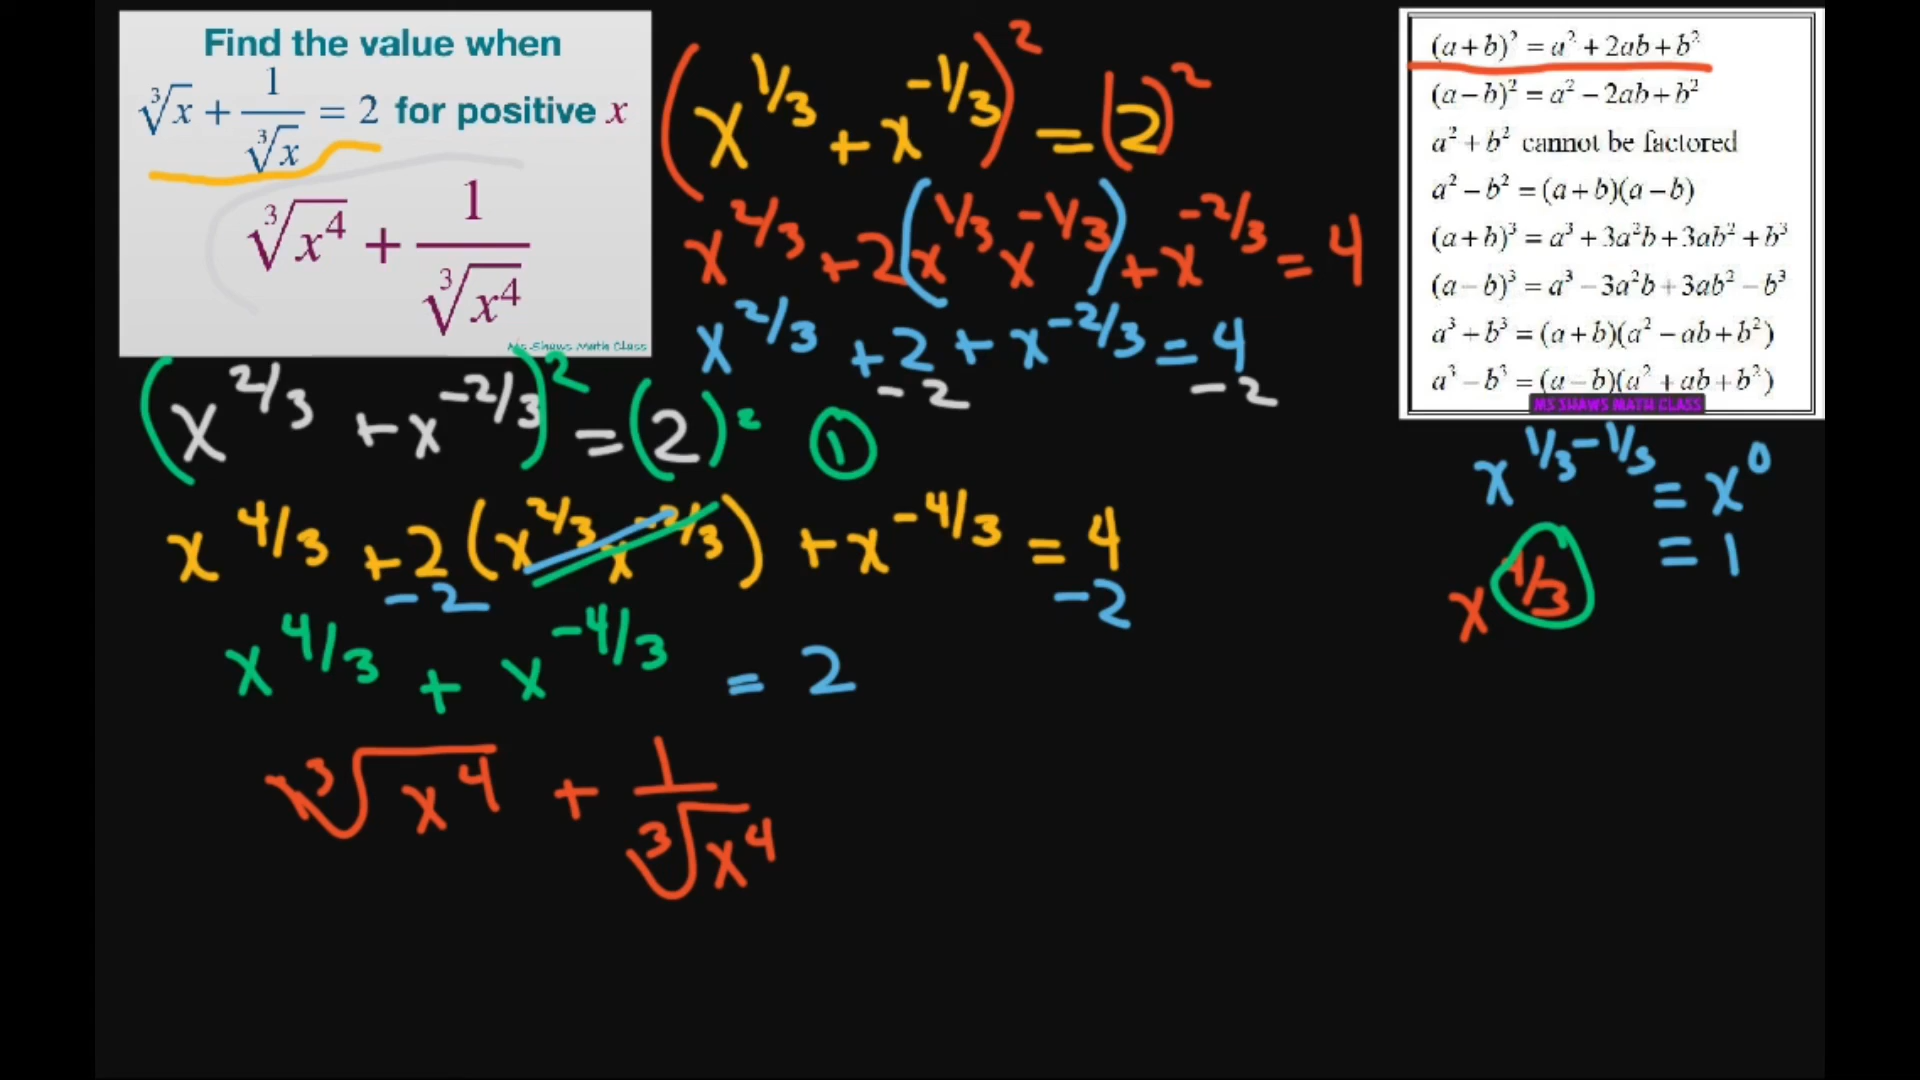 Find the value when
∛x + 1/∛x = 2 for positive x
∛x⁴ + 1/∛x⁴
Ms Shaws Math Class
(x^1/3 + x^-1/3)² = (2)²
x^2/3 + 2(x^1/3 x^-1/3) + x^-2/3 = 4
x^2/3 + 2 + x^-2/3 = 4
-2 -2
(x^2/3 + x^-2/3)² = (2)² ①
x^4/3 + 2(x^2/3 x^-2/3) + x^-4/3 = 4
-2 -2
x^4/3 + x^-4/3 = 2
∛x⁴ + 1/∛x⁴
(a+b)² = a² + 2ab + b²
(a−b)² = a² − 2ab + b²
a² + b² cannot be factored
a² − b² = (a+b)(a−b)
(a+b)³ = a³ + 3a²b + 3ab² + b³
(a−b)³ = a³ − 3a²b + 3ab² − b³
a³ + b³ = (a+b)(a² − ab + b²)
a³ − b³ = (a−b)(a² + ab + b²)
MS SHAWS MATH CLASS
x^1/3-1/3 = x^0
= 1
x^4/3